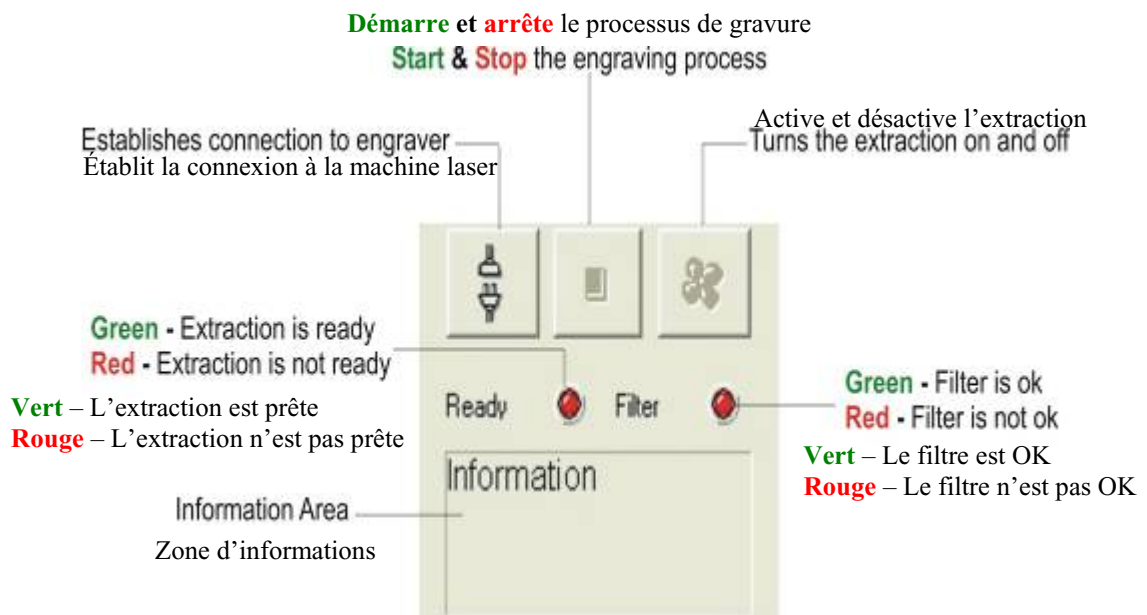 Démarre et arrête le processus de gravure
Start & Stop the engraving process
Establishes connection to engraver
Établit la connexion à la machine laser
Active et désactive l’extraction
Turns the extraction on and off
Green - Extraction is ready
Red - Extraction is not ready
Vert – L’extraction est prête
Rouge – L’extraction n’est pas prête
Ready
Filter
Green - Filter is ok
Red - Filter is not ok
Vert – Le filtre est OK
Rouge – Le filtre n’est pas OK
Information
Information Area
Zone d’informations